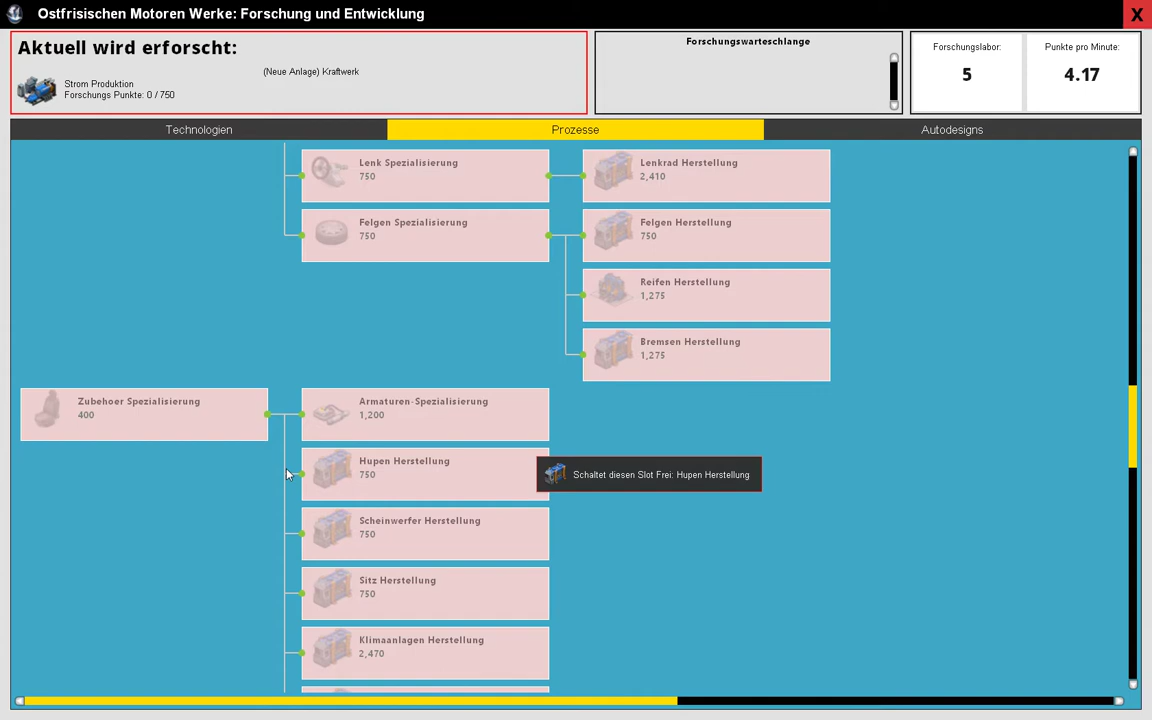 Ostfrisischen Motoren Werke: Forschung und Entwicklung
X
Aktuell wird erforscht:
(Neue Anlage) Kraftwerk
Strom Produktion
Forschungs Punkte: 0 / 750
Forschungswarteschlange
Forschungslabor:
5
Punkte pro Minute:
4.17
Technologien
Prozesse
Autodesigns
Lenk Spezialisierung
750
Lenkrad Herstellung
2,410
Felgen Spezialisierung
750
Felgen Herstellung
750
Reifen Herstellung
1,275
Bremsen Herstellung
1,275
Zubehoer Spezialisierung
400
Armaturen-Spezialisierung
1,200
Hupen Herstellung
750
Schaltet diesen Slot Frei: Hupen Herstellung
Scheinwerfer Herstellung
750
Sitz Herstellung
750
Klimaanlagen Herstellung
2,470